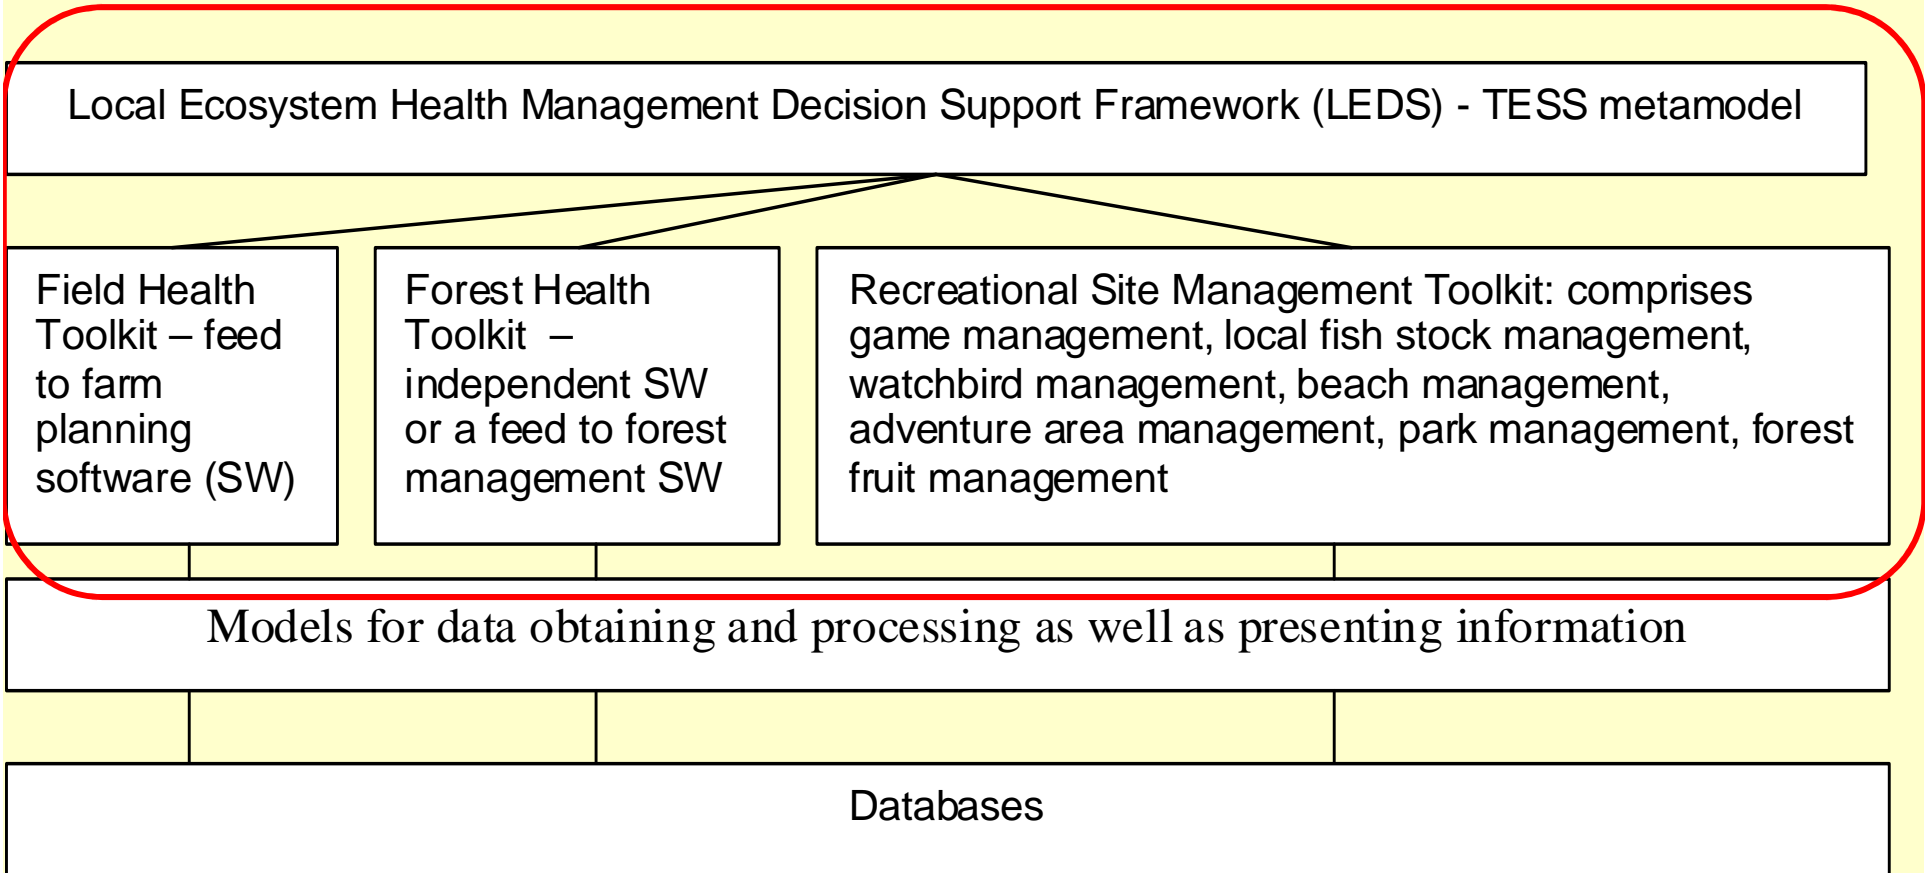 Local Ecosystem Health Management Decision Support Framework (LEDS) - TESS metamodel
Field Health
Toolkit – feed
to farm
planning
software (SW)
Forest Health
Toolkit –
independent SW
or a feed to forest
management SW
Recreational Site Management Toolkit: comprises
game management, local fish stock management,
watchbird management, beach management,
adventure area management, park management, forest
fruit management
Models for data obtaining and processing as well as presenting information
Databases